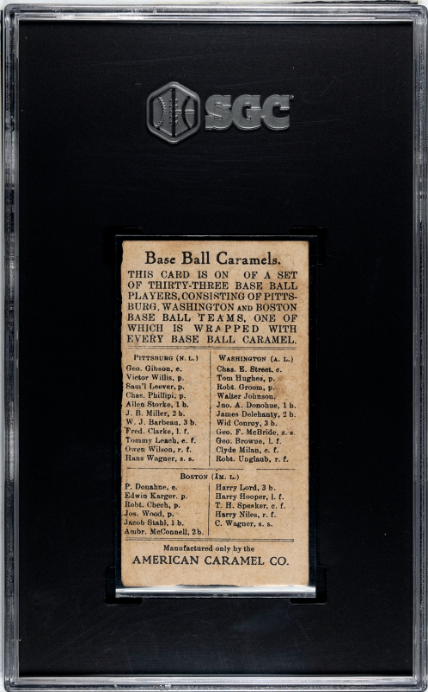 SGC
Base Ball Caramels.
THIS CARD IS ON OF A SET
OF THIRTY-THREE BASE BALL
PLAYERS, CONSISTING OF PITTS-
BURG, WASHINGTON AND BOSTON
BASE BALL TEAMS, ONE OF
WHICH IS WRAPPED WITH
EVERY BASE BALL CARAMEL.
PITTSBURG (N. L.)
Geo. Gibson, c.
Victor Willis, p.
Sam'l Leever, p.
Chas. Phillipi, p.
Allen Storke, 1 b.
J. B. Miller, 2 b.
W. J. Barbeau, 3 b.
Fred. Clarke, l. f.
Tommy Leach, c. f.
Owen Wilson, r. f.
Hans Wagner, s. s.
WASHINGTON (A. L.)
Chas. E. Street, c.
Tom Hughes, p.
Robt. Groom, p.
Walter Johnson,
Jno. A. Donohue, 1 b.
James Delehanty, 2 b.
Wid Conroy, 3 b.
Geo. F. McBride, s. s.
Geo. Browne, l. f.
Clyde Milan, c. f.
Robt. Unglaub, r. f.
BOSTON (AM. L.)
P. Donahue, c.
Edwin Karger, p.
Robt. Chech, p.
Jos. Wood, p.
Jacob Stahl, 1 b.
Ambr. McConnell, 2 b.
Harry Lord, 3 b.
Harry Hooper, l. f.
T. H. Speaker, c. f.
Harry Niles, r. f.
C. Wagner, s. s.
Manufactured only by the
AMERICAN CARAMEL CO.